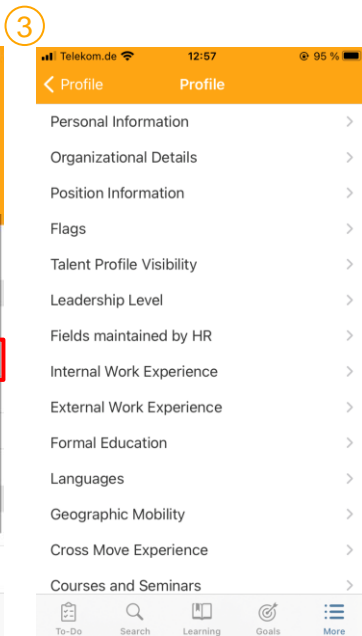 3
Telekom.de 12:57 95 %
Profile Profile
Personal Information
Organizational Details
Position Information
Flags
Talent Profile Visibility
Leadership Level
Fields maintained by HR
Internal Work Experience
External Work Experience
Formal Education
Languages
Geographic Mobility
Cross Move Experience
Courses and Seminars
To-Do Search Learning Goals More